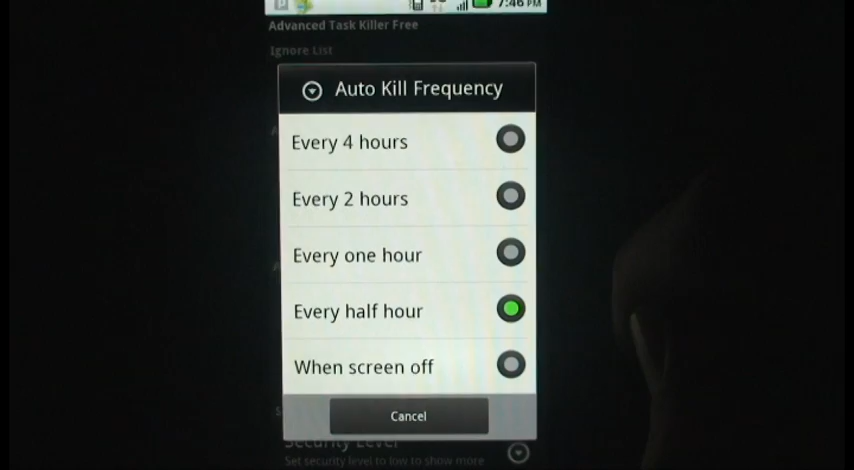 7:46 PM
Advanced Task Killer Free
Ignore List
Auto Kill Frequency
Every 4 hours
Every 2 hours
Every one hour
Every half hour
When screen off
Cancel
Security Level
Set security level to low to show more